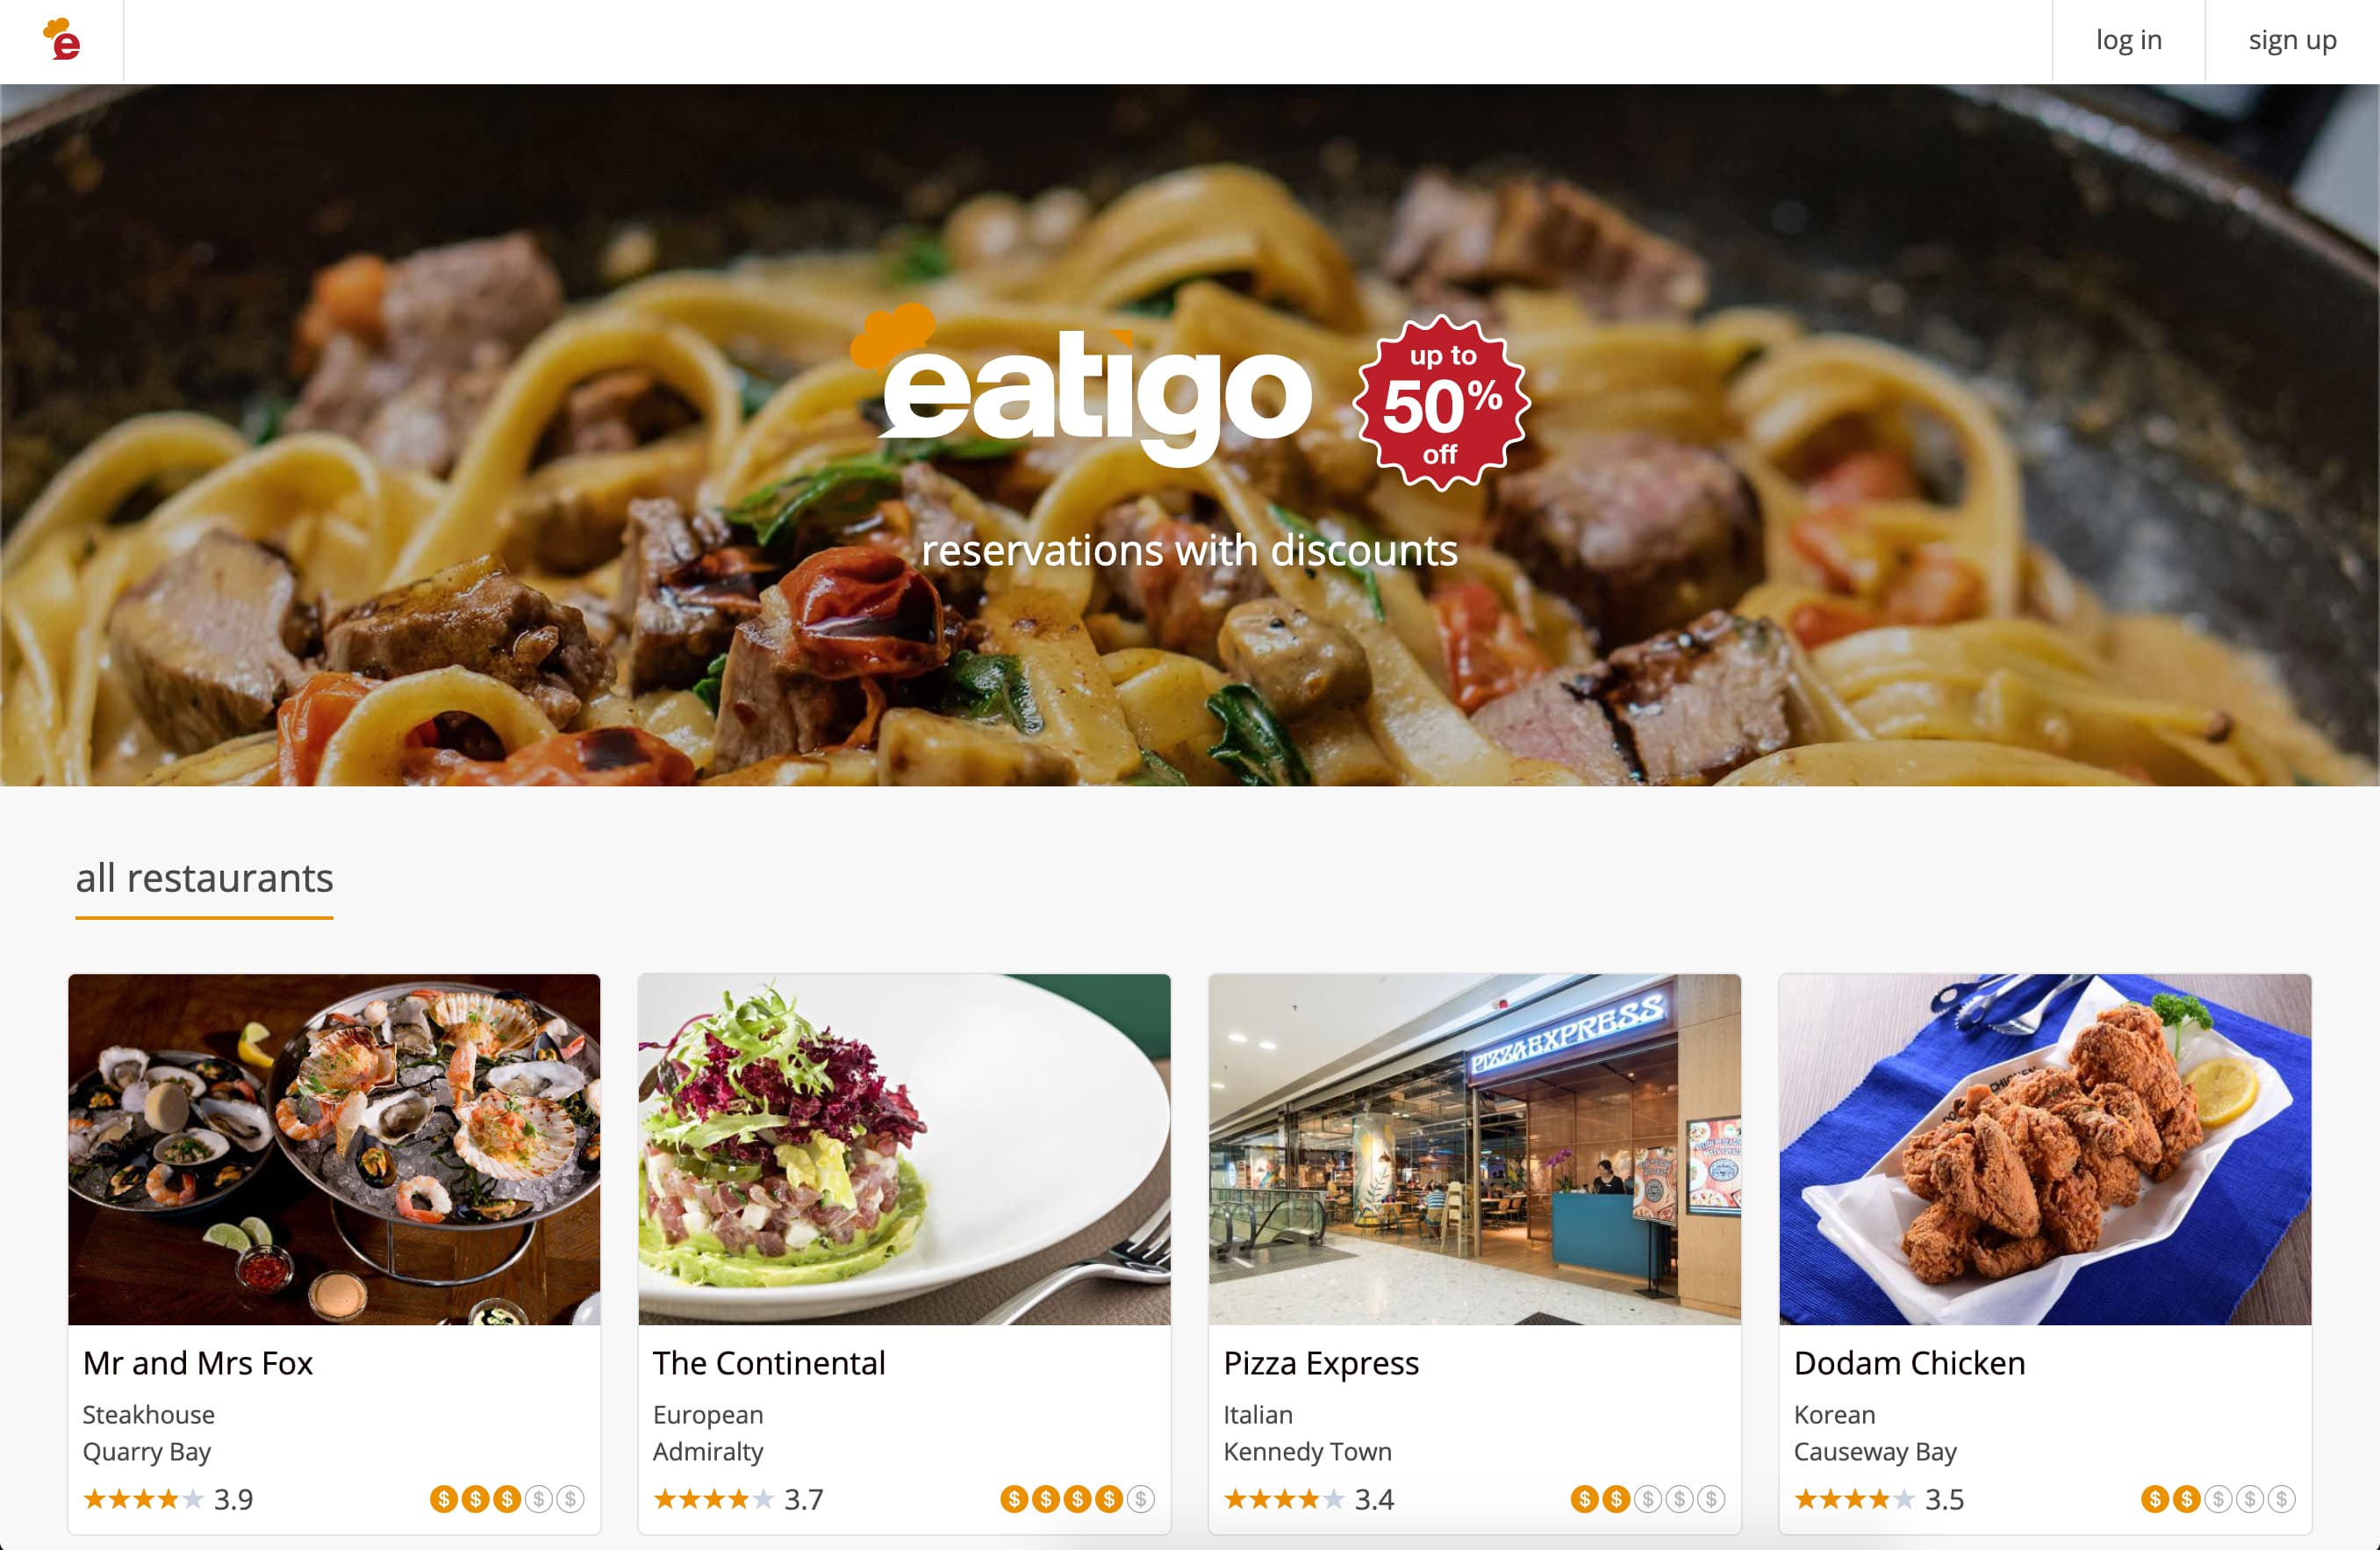 e
log in
sign up
eatigo
up to
50%
off
reservations with discounts
all restaurants
PIZZAEXPRESS
Mr and Mrs Fox
Steakhouse
Quarry Bay
3.9
$ $ $ $ $
The Continental
European
Admiralty
3.7
$ $ $ $ $
Pizza Express
Italian
Kennedy Town
3.4
$ $ $ $ $
Dodam Chicken
Korean
Causeway Bay
3.5
$ $ $ $ $